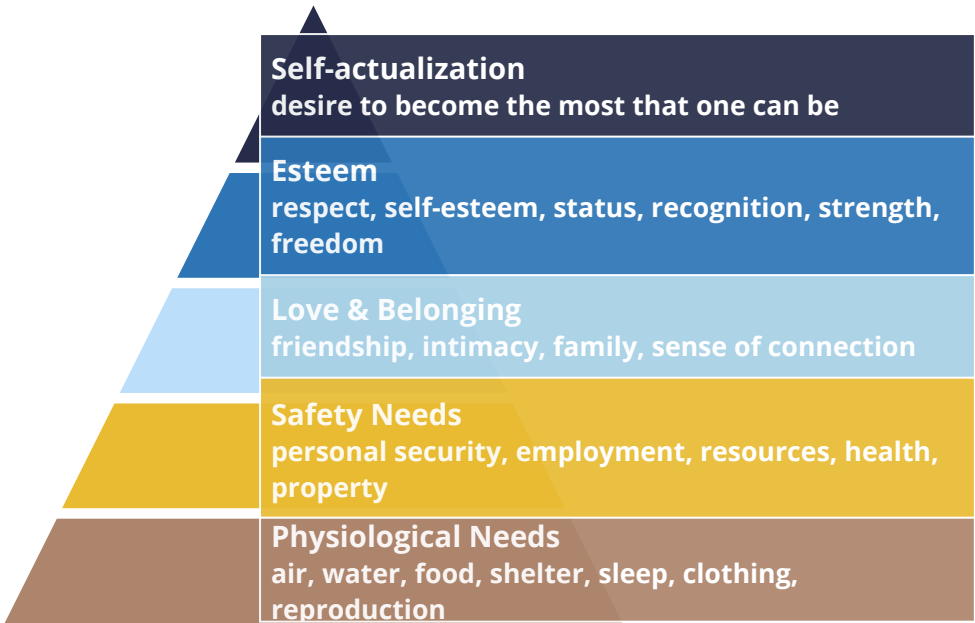 Self-actualization
desire to become the most that one can be
Esteem
respect, self-esteem, status, recognition, strength,
freedom
Love & Belonging
friendship, intimacy, family, sense of connection
Safety Needs
personal security, employment, resources, health,
property
Physiological Needs
air, water, food, shelter, sleep, clothing,
reproduction